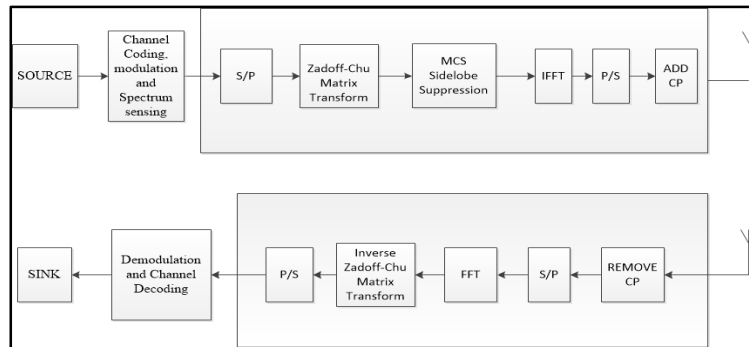 SOURCE
Channel
Coding,
modulation
and
Spectrum
sensing
S/P
Zadoff-Chu
Matrix
Transform
MCS
Sidelobe
Suppression
IFFT
P/S
ADD
CP
SINK
Demodulation
and Channel
Decoding
P/S
Inverse
Zadoff-Chu
Matrix
Transform
FFT
S/P
REMOVE
CP